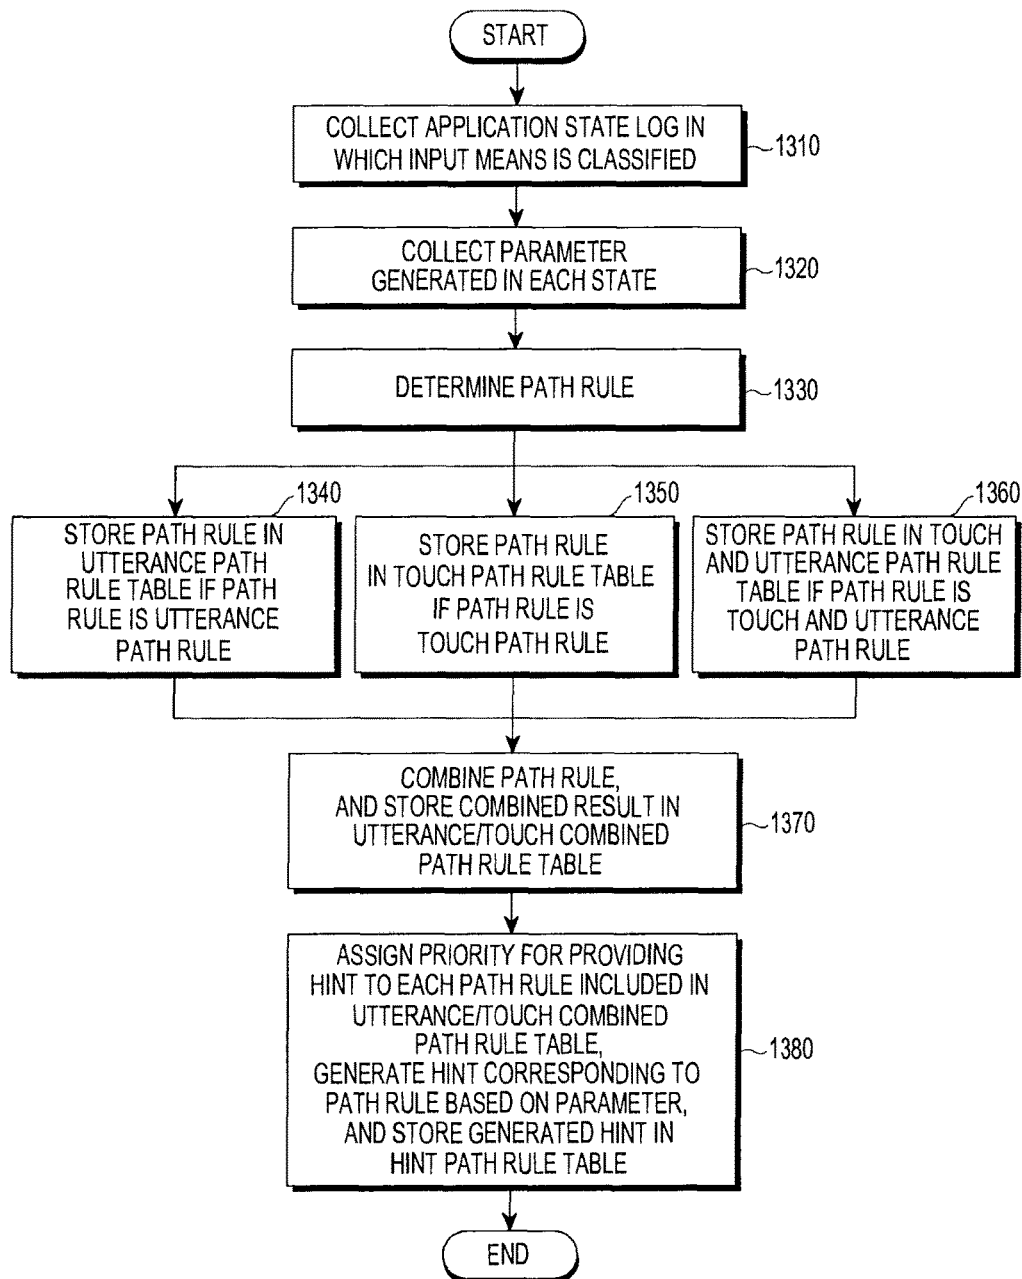 START
COLLECT APPLICATION STATE LOG IN
WHICH INPUT MEANS IS CLASSIFIED
1310
COLLECT PARAMETER
GENERATED IN EACH STATE
1320
DETERMINE PATH RULE
1330
1340
STORE PATH RULE IN
UTTERANCE PATH
RULE TABLE IF PATH
RULE IS UTTERANCE
PATH RULE
1350
STORE PATH RULE
IN TOUCH PATH RULE TABLE
IF PATH RULE IS
TOUCH PATH RULE
1360
STORE PATH RULE IN TOUCH
AND UTTERANCE PATH RULE
TABLE IF PATH RULE IS
TOUCH AND UTTERANCE
PATH RULE
COMBINE PATH RULE,
AND STORE COMBINED RESULT IN
UTTERANCE/TOUCH COMBINED
PATH RULE TABLE
1370
ASSIGN PRIORITY FOR PROVIDING
HINT TO EACH PATH RULE INCLUDED IN
UTTERANCE/TOUCH COMBINED
PATH RULE TABLE,
GENERATE HINT CORRESPONDING TO
PATH RULE BASED ON PARAMETER,
AND STORE GENERATED HINT IN
HINT PATH RULE TABLE
1380
END